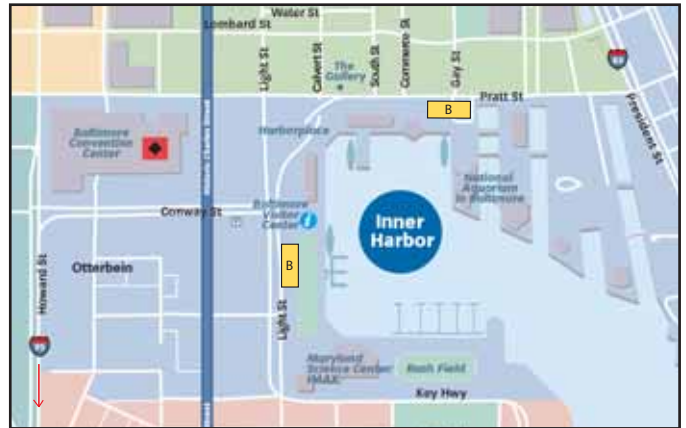 Water St
Lombard St
Light St
Calvert St
South St
Commerce St
Gay St
The
Gallery
83
President St
B
Pratt St
Harborplace
Baltimore
Convention
Center
National
Aquarium
in Baltimore
Conway St
Baltimore
Visitor
Center
i
Inner
Harbor
Otterbein
Howard St
B
Light St
Maryland
Science Center
IMAX
Rash Field
Key Hwy